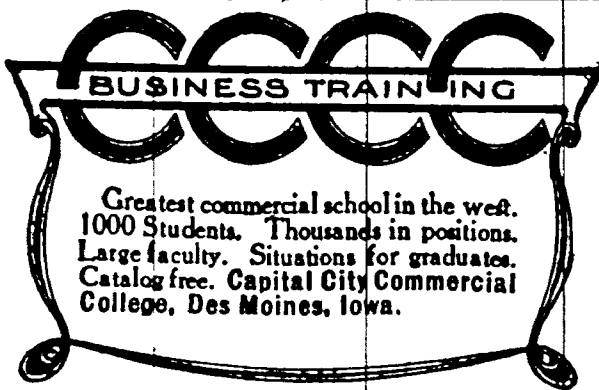 CCCC
BUSINESS TRAINING
Greatest commercial school in the west.
1000 Students. Thousands in positions.
Large faculty. Situations for graduates.
Catalog free. Capital City Commercial
College, Des Moines, Iowa.